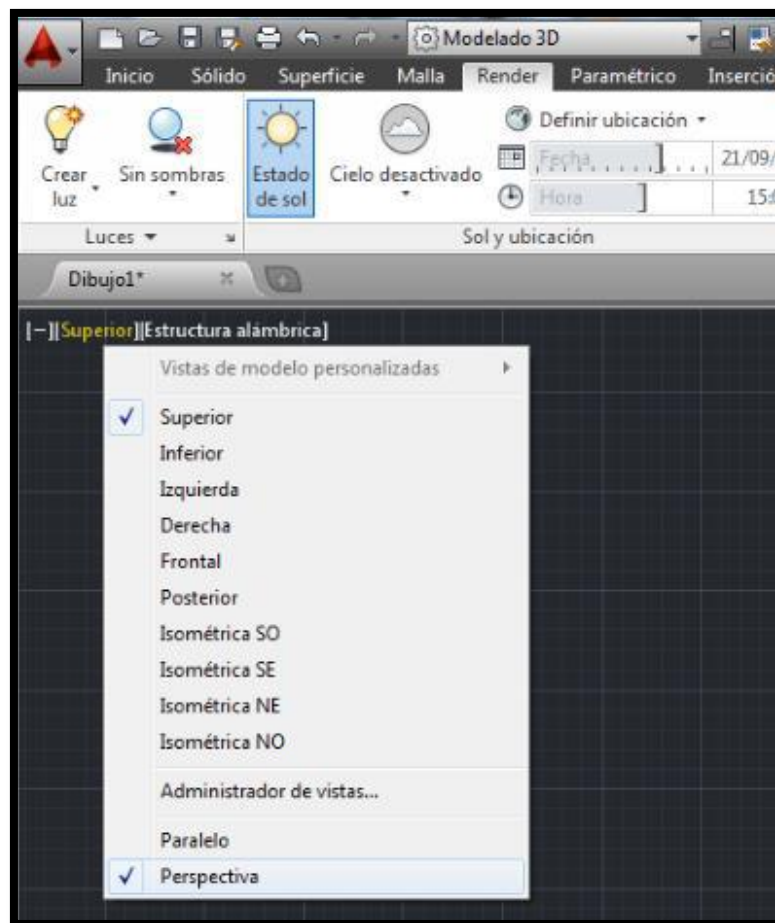 Modelado 3D
Inicio Sólido Superficie Malla Render Paramétrico Inserció
Crear luz
Sin sombras
Estado de sol
Cielo desactivado
Definir ubicación
Fecha 21/09/
Hora 15:
Luces
Sol y ubicación
Dibujo1*
[−][Superior][Estructura alámbrica]
Vistas de modelo personalizadas
Superior
Inferior
Izquierda
Derecha
Frontal
Posterior
Isométrica SO
Isométrica SE
Isométrica NE
Isométrica NO
Administrador de vistas...
Paralelo
Perspectiva